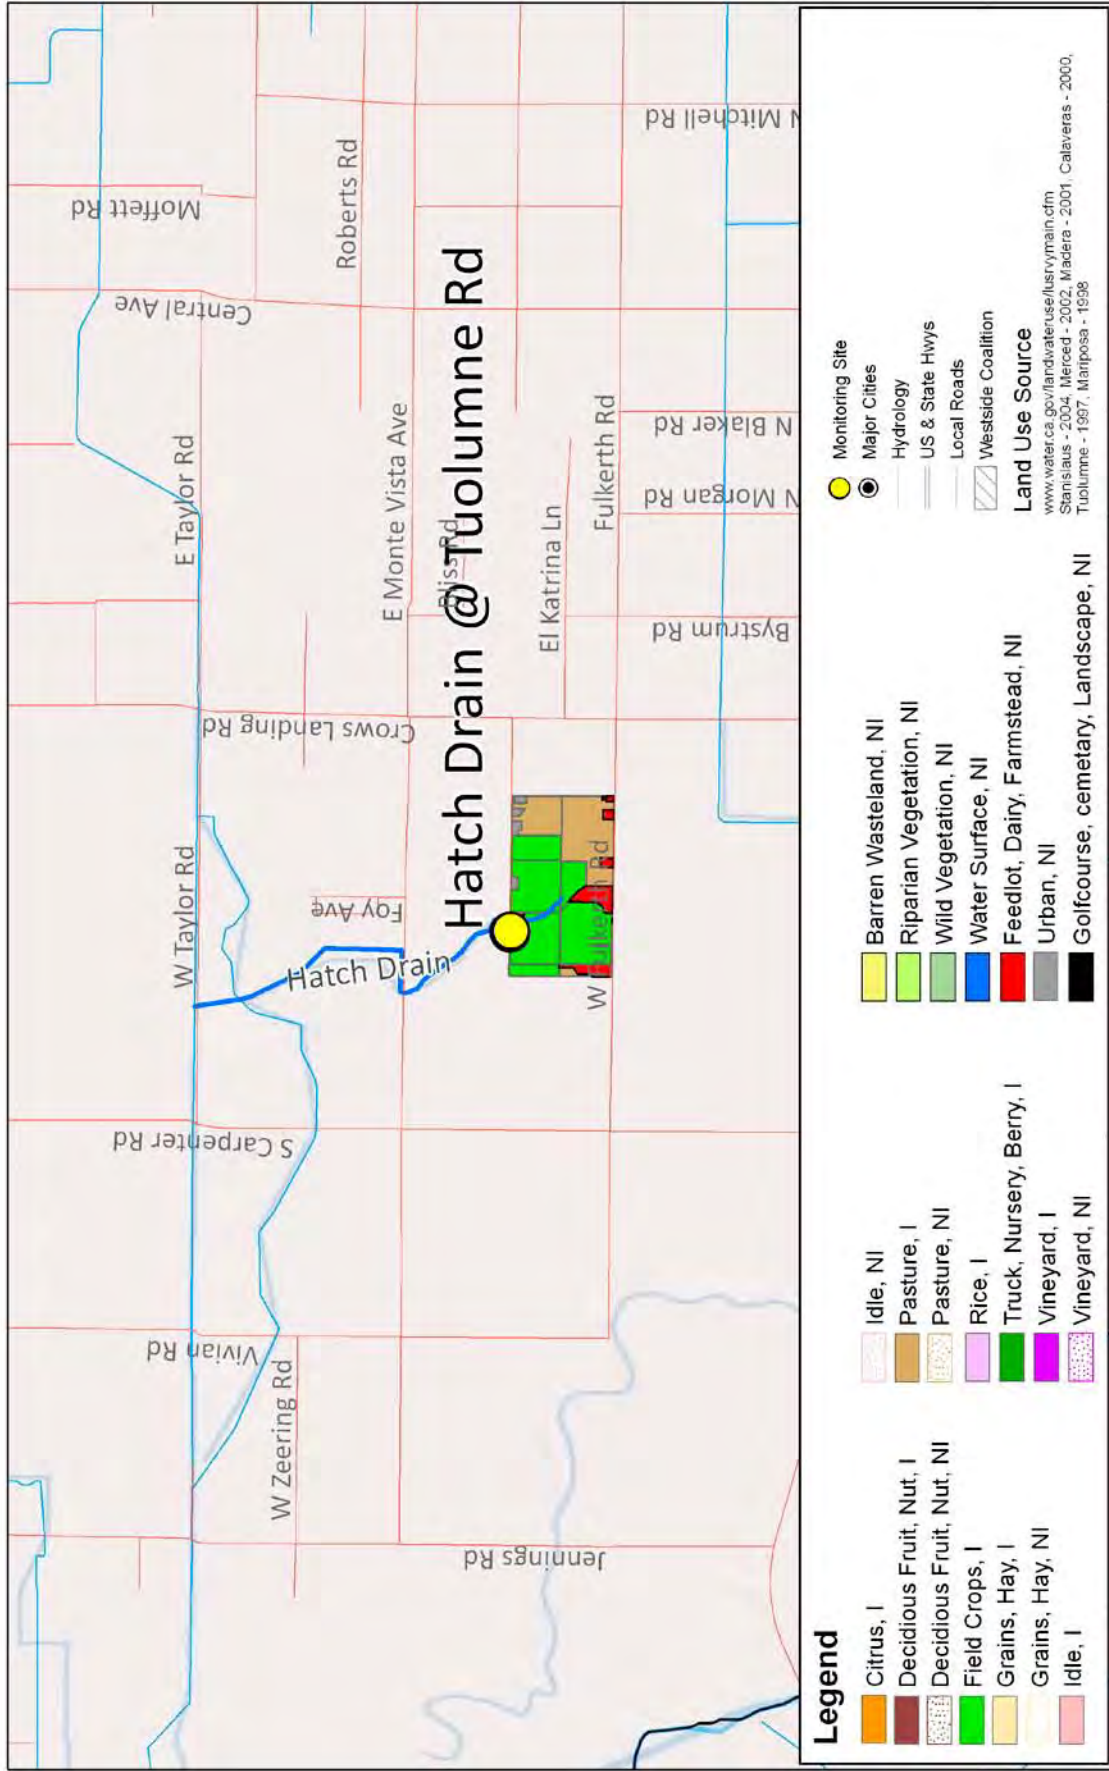 Moffett Rd
Central Ave
Roberts Rd
N Mitchell Rd
E Taylor Rd
E Monte Vista Ave
Hatch Drain @ Tuolumne Rd
Bliss Rd
El Katrina Ln
Fulkerth Rd
N Blaker Rd
N Morgan Rd
Bystrum Rd
W Taylor Rd
Crows Landing Rd
Foy Ave
Hatch Drain
W Fulkerth Rd
S Carpenter Rd
Vivian Rd
W Zeering Rd
Jennings Rd
Legend
Citrus, I
Decidious Fruit, Nut, I
Decidious Fruit, Nut, NI
Field Crops, I
Grains, Hay, I
Grains, Hay, NI
Idle, I
Idle, NI
Pasture, I
Pasture, NI
Rice, I
Truck, Nursery, Berry, I
Vineyard, I
Vineyard, NI
Barren Wasteland, NI
Riparian Vegetation, NI
Wild Vegetation, NI
Water Surface, NI
Feedlot, Dairy, Farmstead, NI
Urban, NI
Golfcourse, cemetary, Landscape, NI
Monitoring Site
Major Cities
Hydrology
US & State Hwys
Local Roads
Westside Coalition
Land Use Source
www.water.ca.gov/landwateruse/lusrvymain.cfm
Stanislaus - 2004, Merced - 2002, Madera - 2001, Calaveras - 2000,
Tuolumne - 1997, Mariposa - 1998